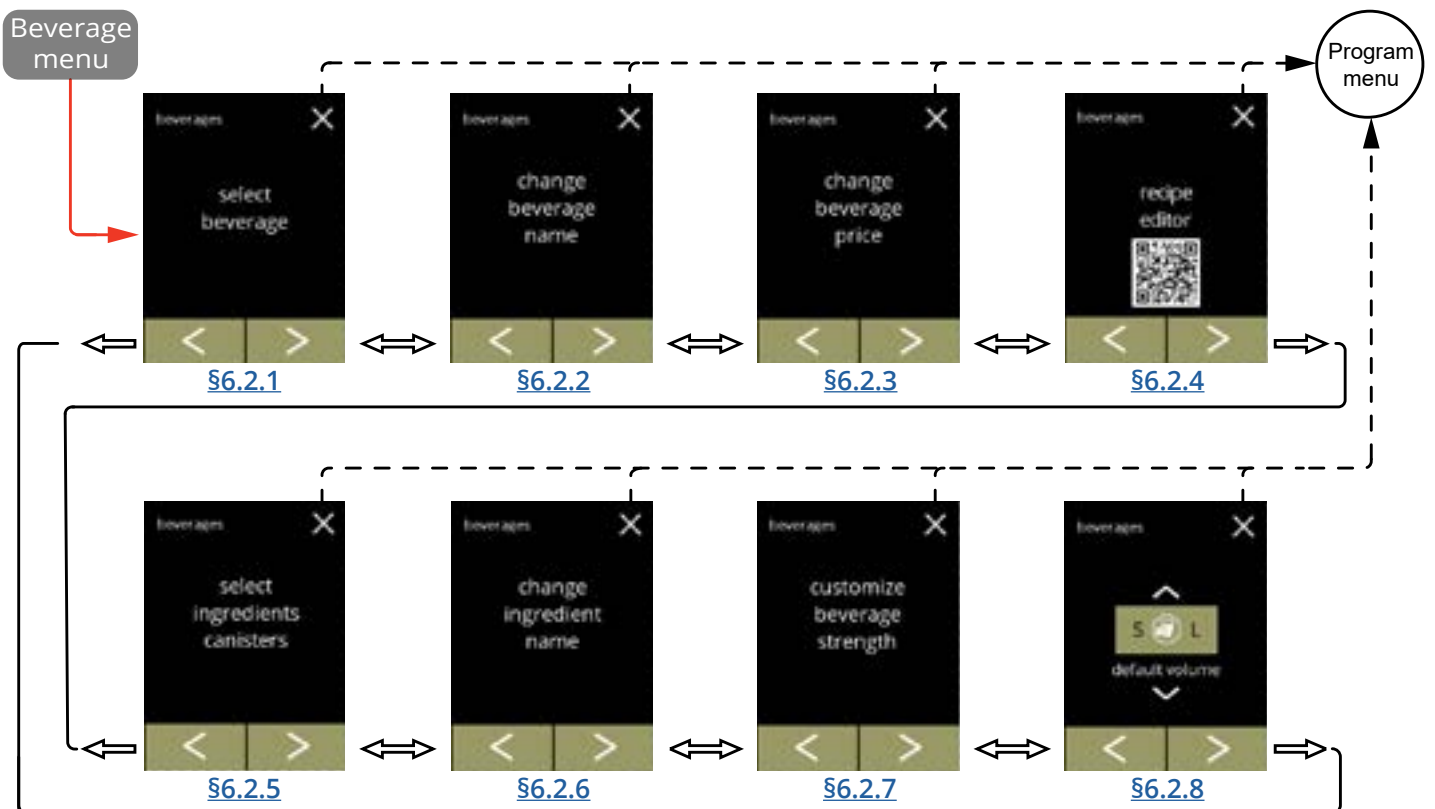 Beverage
menu
Program
menu
beverages
select
beverage
§6.2.1
beverages
change
beverage
name
§6.2.2
beverages
change
beverage
price
§6.2.3
beverages
recipe
editor
§6.2.4
beverages
select
ingredients
canisters
§6.2.5
beverages
change
ingredient
name
§6.2.6
beverages
customize
beverage
strength
§6.2.7
beverages
S L
default volume
§6.2.8